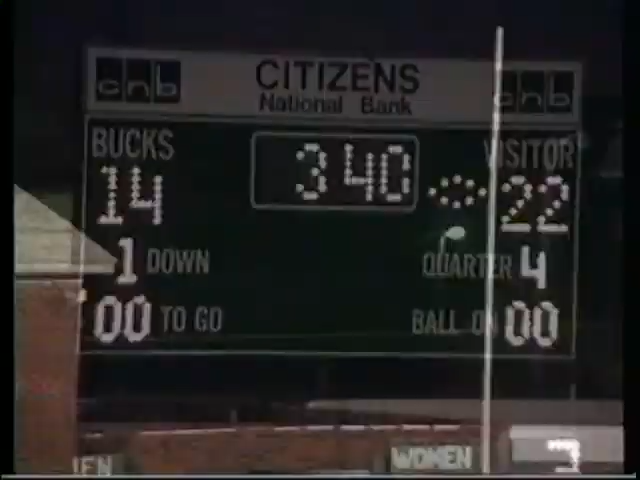 cnb CITIZENS cnb
National Bank
BUCKS 3 40 VISITOR
14 22
1 DOWN QUARTER 4
00 TO GO BALL ON 00
WOMEN 3